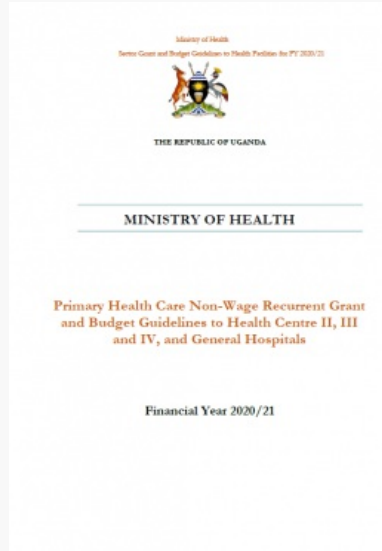 Ministry of Health
Sector Grant and Budget Guidelines to Health Facilities for FY 2020/21
THE REPUBLIC OF UGANDA
MINISTRY OF HEALTH
Primary Health Care Non-Wage Recurrent Grant
and Budget Guidelines to Health Centre II, III
and IV, and General Hospitals
Financial Year 2020/21